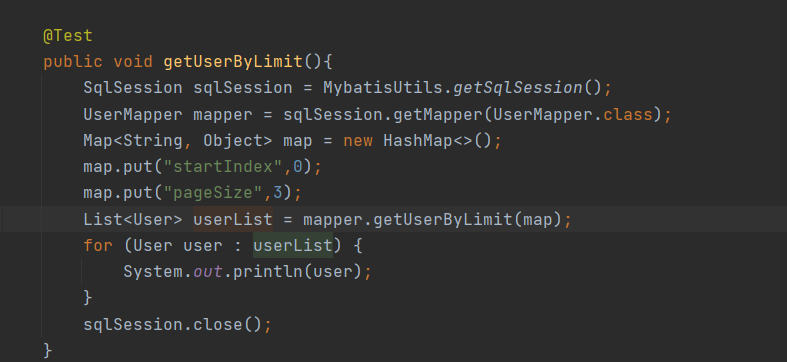 @Test
public void getUserByLimit(){
SqlSession sqlSession = MybatisUtils.getSqlSession();
UserMapper mapper = sqlSession.getMapper(UserMapper.class);
Map<String, Object> map = new HashMap<>();
map.put("startIndex",0);
map.put("pageSize",3);
List<User> userList = mapper.getUserByLimit(map);
for (User user : userList) {
System.out.println(user);
}
sqlSession.close();
}